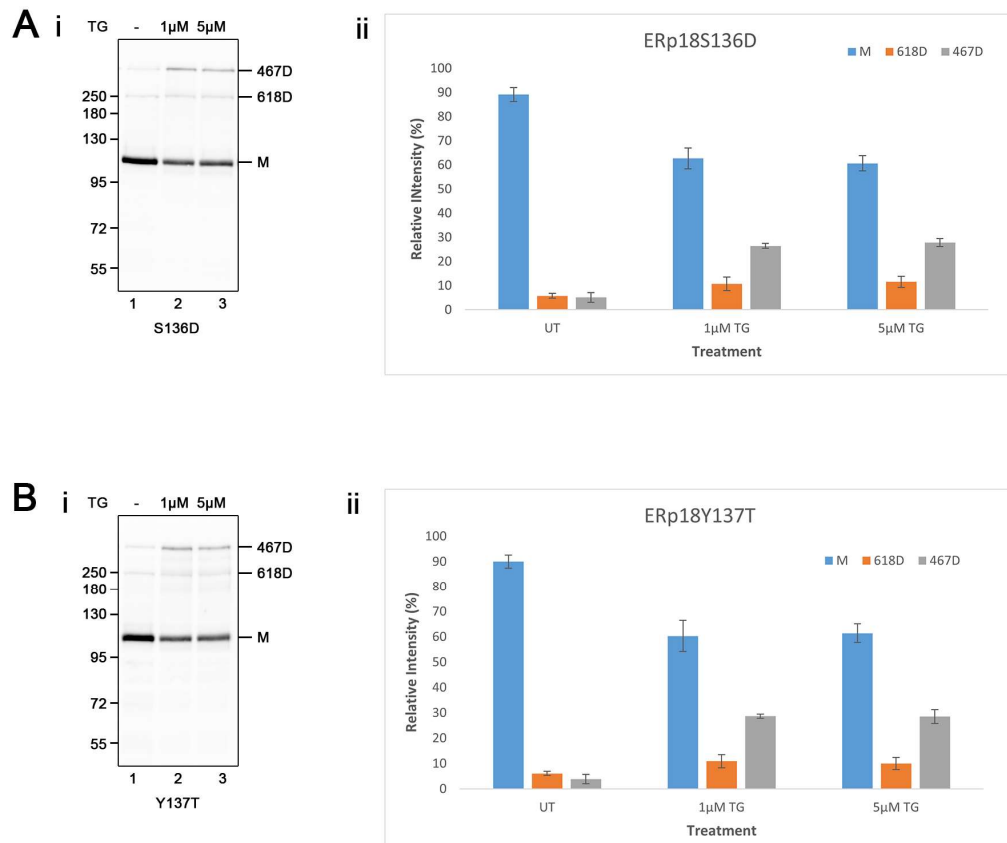 A i TG - 1µM 5µM
467D
618D
M
250
180
130
95
72
55
1 2 3
S136D
ii
ERp18S136D
M 618D 467D
Relative INtensity (%)
100
90
80
70
60
50
40
30
20
10
0
UT 1µM TG 5µM TG
Treatment
B i TG - 1µM 5µM
467D
618D
M
250
180
130
95
72
55
1 2 3
Y137T
ii
ERp18Y137T
M 618D 467D
Relative Intensity (%)
100
90
80
70
60
50
40
30
20
10
0
UT 1µM TG 5µM TG
Treatment